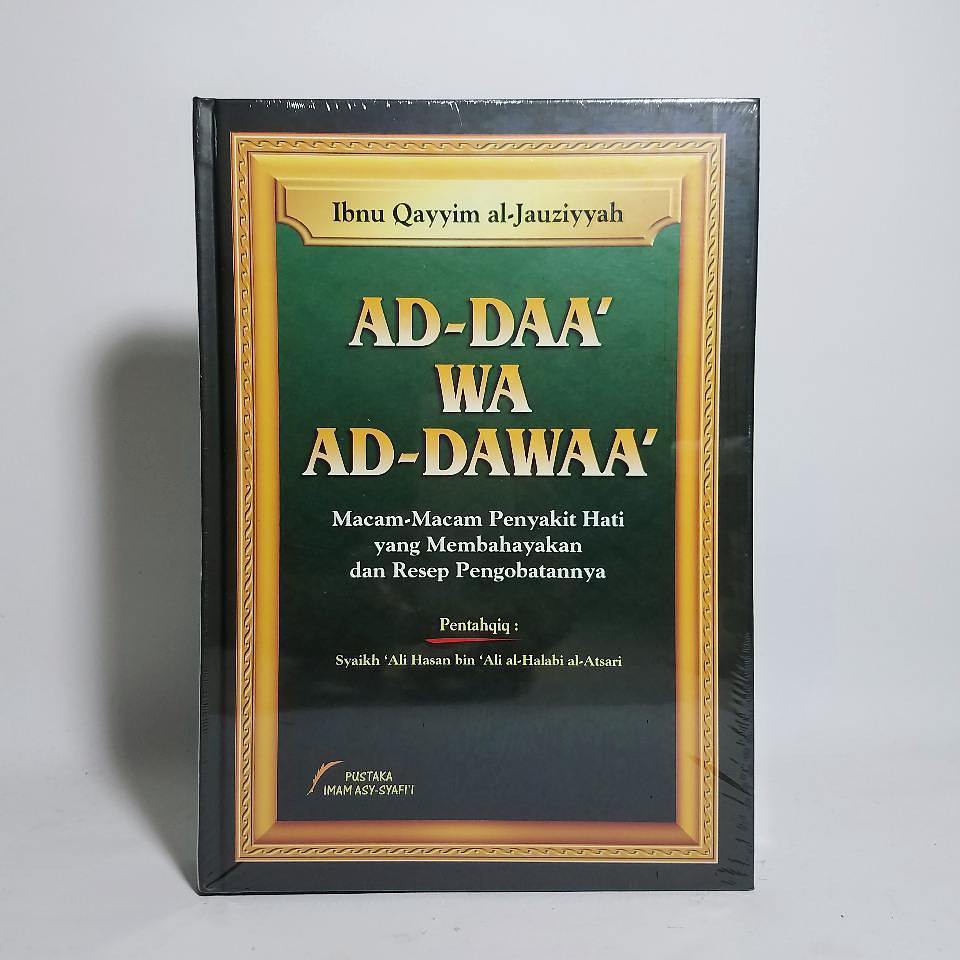 Ibnu Qayyim al-Jauziyyah
AD-DAA'
WA
AD-DAWAA'
Macam-Macam Penyakit Hati
yang Membahayakan
dan Resep Pengobatannya
Pentahqiq :
Syaikh ‘Ali Hasan bin ‘Ali al-Halabi al-Atsari
PUSTAKA
IMAM ASY-SYAFI'I